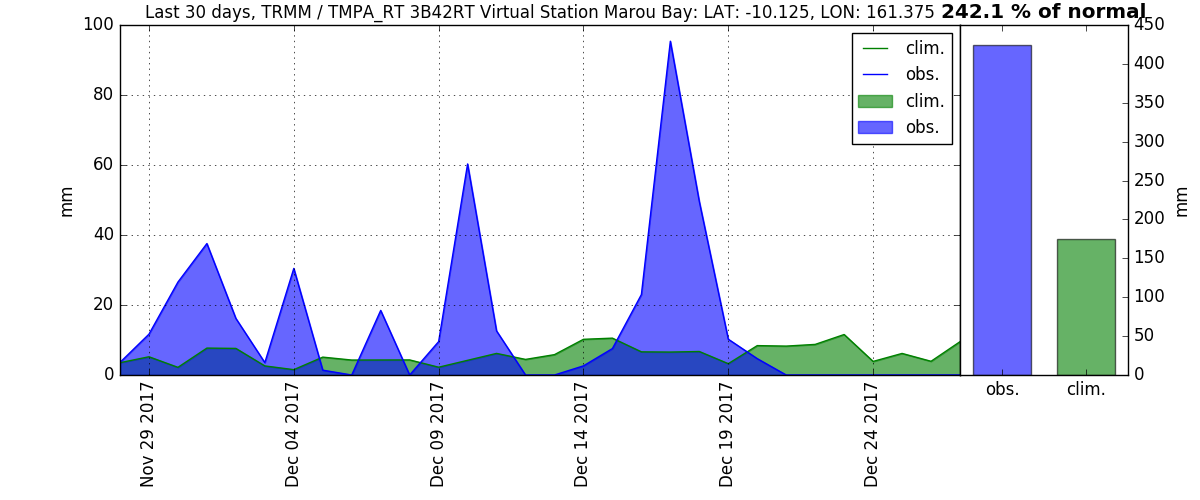 Last 30 days, TRMM / TMPA_RT 3B42RT Virtual Station Marou Bay: LAT: -10.125, LON: 161.375 242.1 % of normal
100
80
60
40
20
0
mm
clim.
obs.
clim.
obs.
Nov 29 2017
Dec 04 2017
Dec 09 2017
Dec 14 2017
Dec 19 2017
Dec 24 2017
450
400
350
300
250
200
150
100
50
0
mm
obs.
clim.